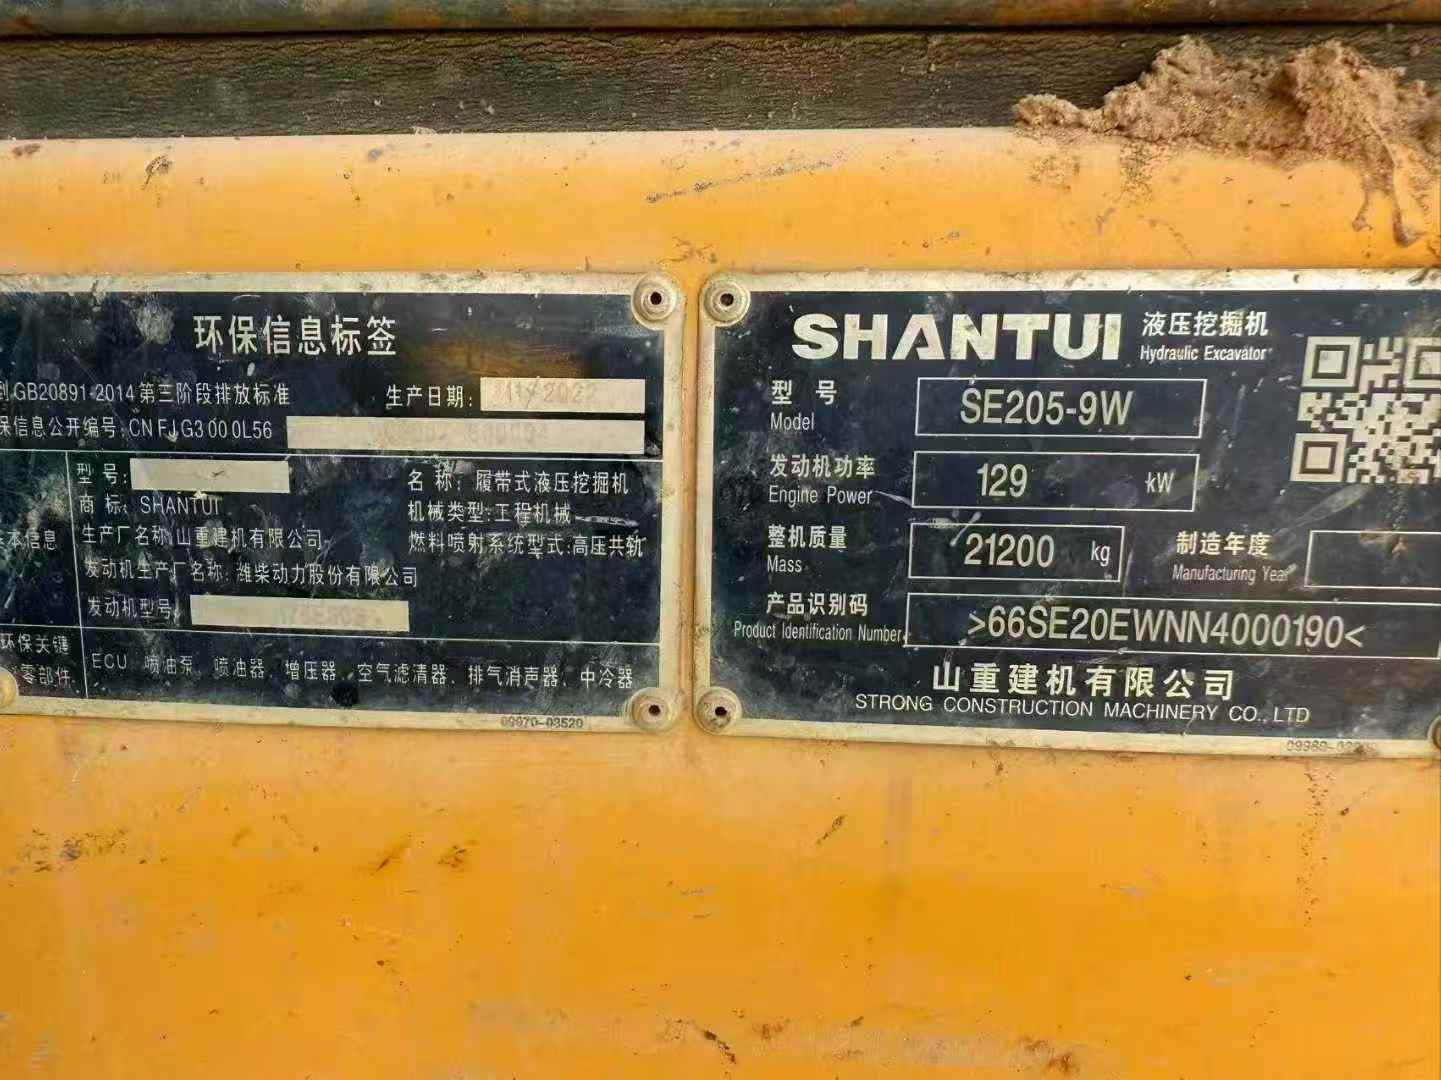 环保信息标签
GB20891-2014 第三阶段排放标准
生产日期: 11/2022
保信息公开编号: CN FJ G3 00 0L56
型 号:
名 称: 履带式液压挖掘机
商 标: SHANTUI
机械类型: 工程机械
本信息
生产厂名称: 山重建机有限公司
燃料喷射系统型式: 高压共轨
发动机生产厂名称: 潍柴动力股份有限公司
发动机型号:
环保关键
零部件
ECU、喷油泵、喷油器、增压器、空气滤清器、排气消声器、中冷器
09970-03520
SHANTUI 液压挖掘机
Hydraulic Excavator
型 号
Model
SE205-9W
发动机功率
Engine Power
129 kW
整机质量
Mass
21200 kg
制造年度
Manufacturing Year
产品识别码
Product Identification Number
>66SE20EWNN4000190<
山重建机有限公司
STRONG CONSTRUCTION MACHINERY CO., LTD